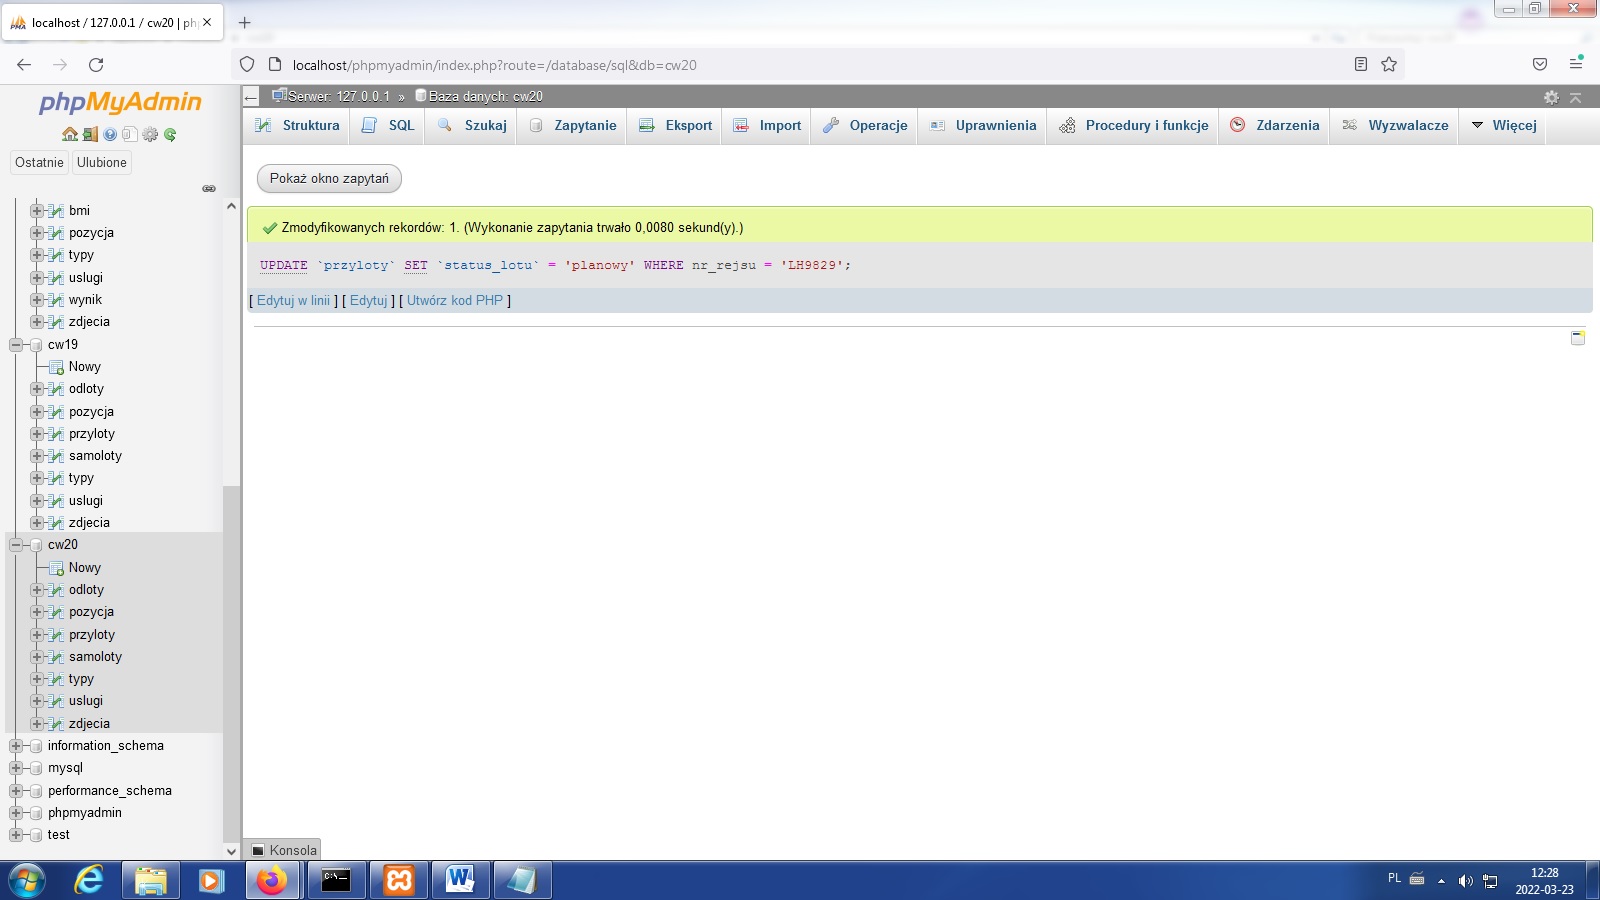 localhost / 127.0.0.1 / cw20 | ph
localhost/phpmyadmin/index.php?route=/database/sql&db=cw20
phpMyAdmin
Ostatnie
Ulubione
bmi
pozycja
typy
uslugi
wynik
zdjecia
cw19
Nowy
odloty
pozycja
przyloty
samoloty
typy
uslugi
zdjecia
cw20
Nowy
odloty
pozycja
przyloty
samoloty
typy
uslugi
zdjecia
information_schema
mysql
performance_schema
phpmyadmin
test
Serwer: 127.0.0.1 » Baza danych: cw20
Struktura
SQL
Szukaj
Zapytanie
Eksport
Import
Operacje
Uprawnienia
Procedury i funkcje
Zdarzenia
Wyzwalacze
Więcej
Pokaż okno zapytań
Zmodyfikowanych rekordów: 1. (Wykonanie zapytania trwało 0,0080 sekund(y).)
UPDATE `przyloty` SET `status_lotu` = 'planowy' WHERE nr_rejsu = 'LH9829';
[ Edytuj w linii ] [ Edytuj ] [ Utwórz kod PHP ]
Konsola
PL
12:28
2022-03-23